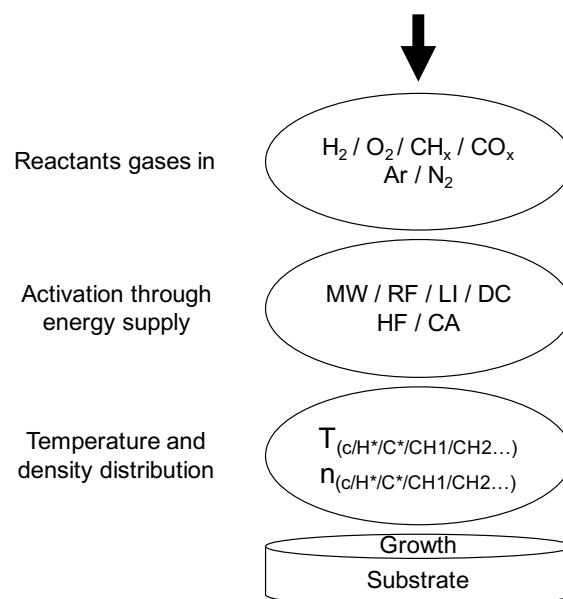 H₂ / O₂ / CHₓ / COₓ
Reactants gases in
Ar / N₂
Activation through
energy supply
MW / RF / LI / DC
HF / CA
Temperature and
density distribution
T(c/H*/C*/CH1/CH2...)
n(c/H*/C*/CH1/CH2...)
Growth
Substrate